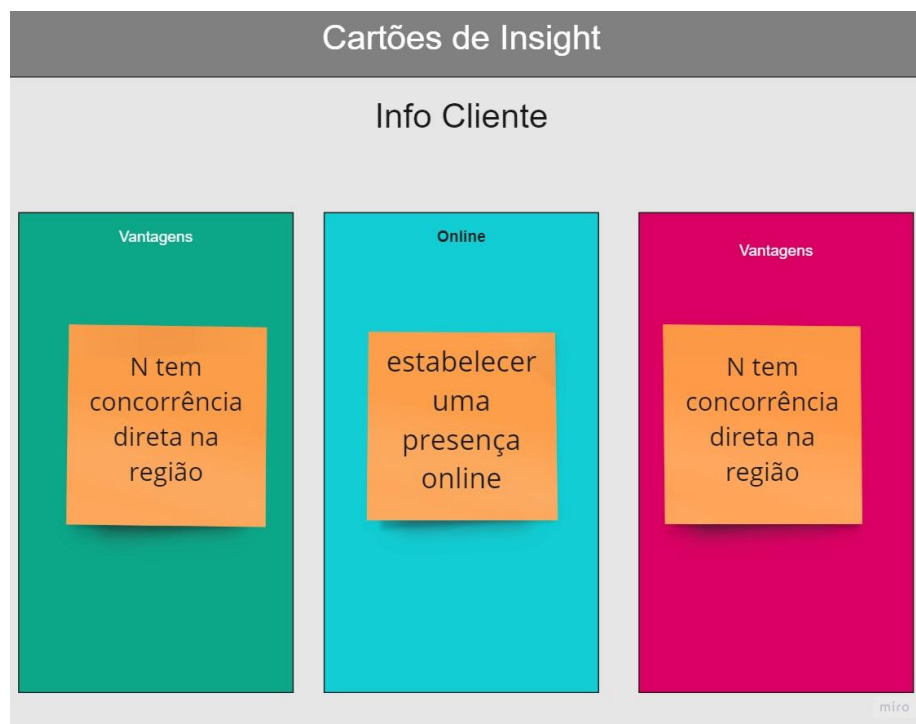 Cartões de Insight
Info Cliente
Vantagens
N tem
concorrência
direta na
região
Online
estabelecer
uma
presença
online
Vantagens
N tem
concorrência
direta na
região
miro